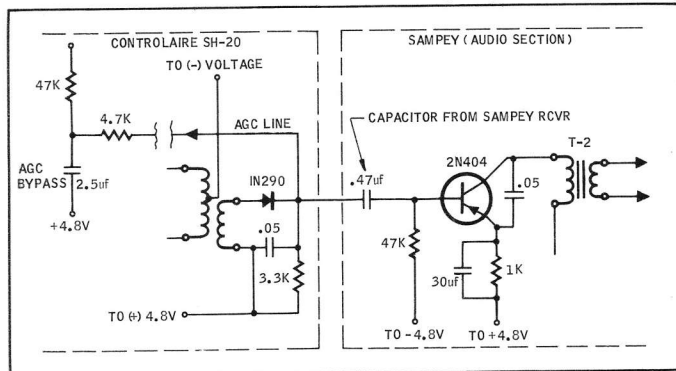 CONTROLAIRE SH-20
SAMPEY (AUDIO SECTION)
TO (-) VOLTAGE
47K
4.7K
AGC LINE
CAPACITOR FROM SAMPEY RCVR
2N404
T-2
AGC
BYPASS
2.5uf
+4.8V
IN290
.47uf
.05
.05
47K
3.3K
30uf
1K
TO (+) 4.8V
TO -4.8V
TO +4.8V